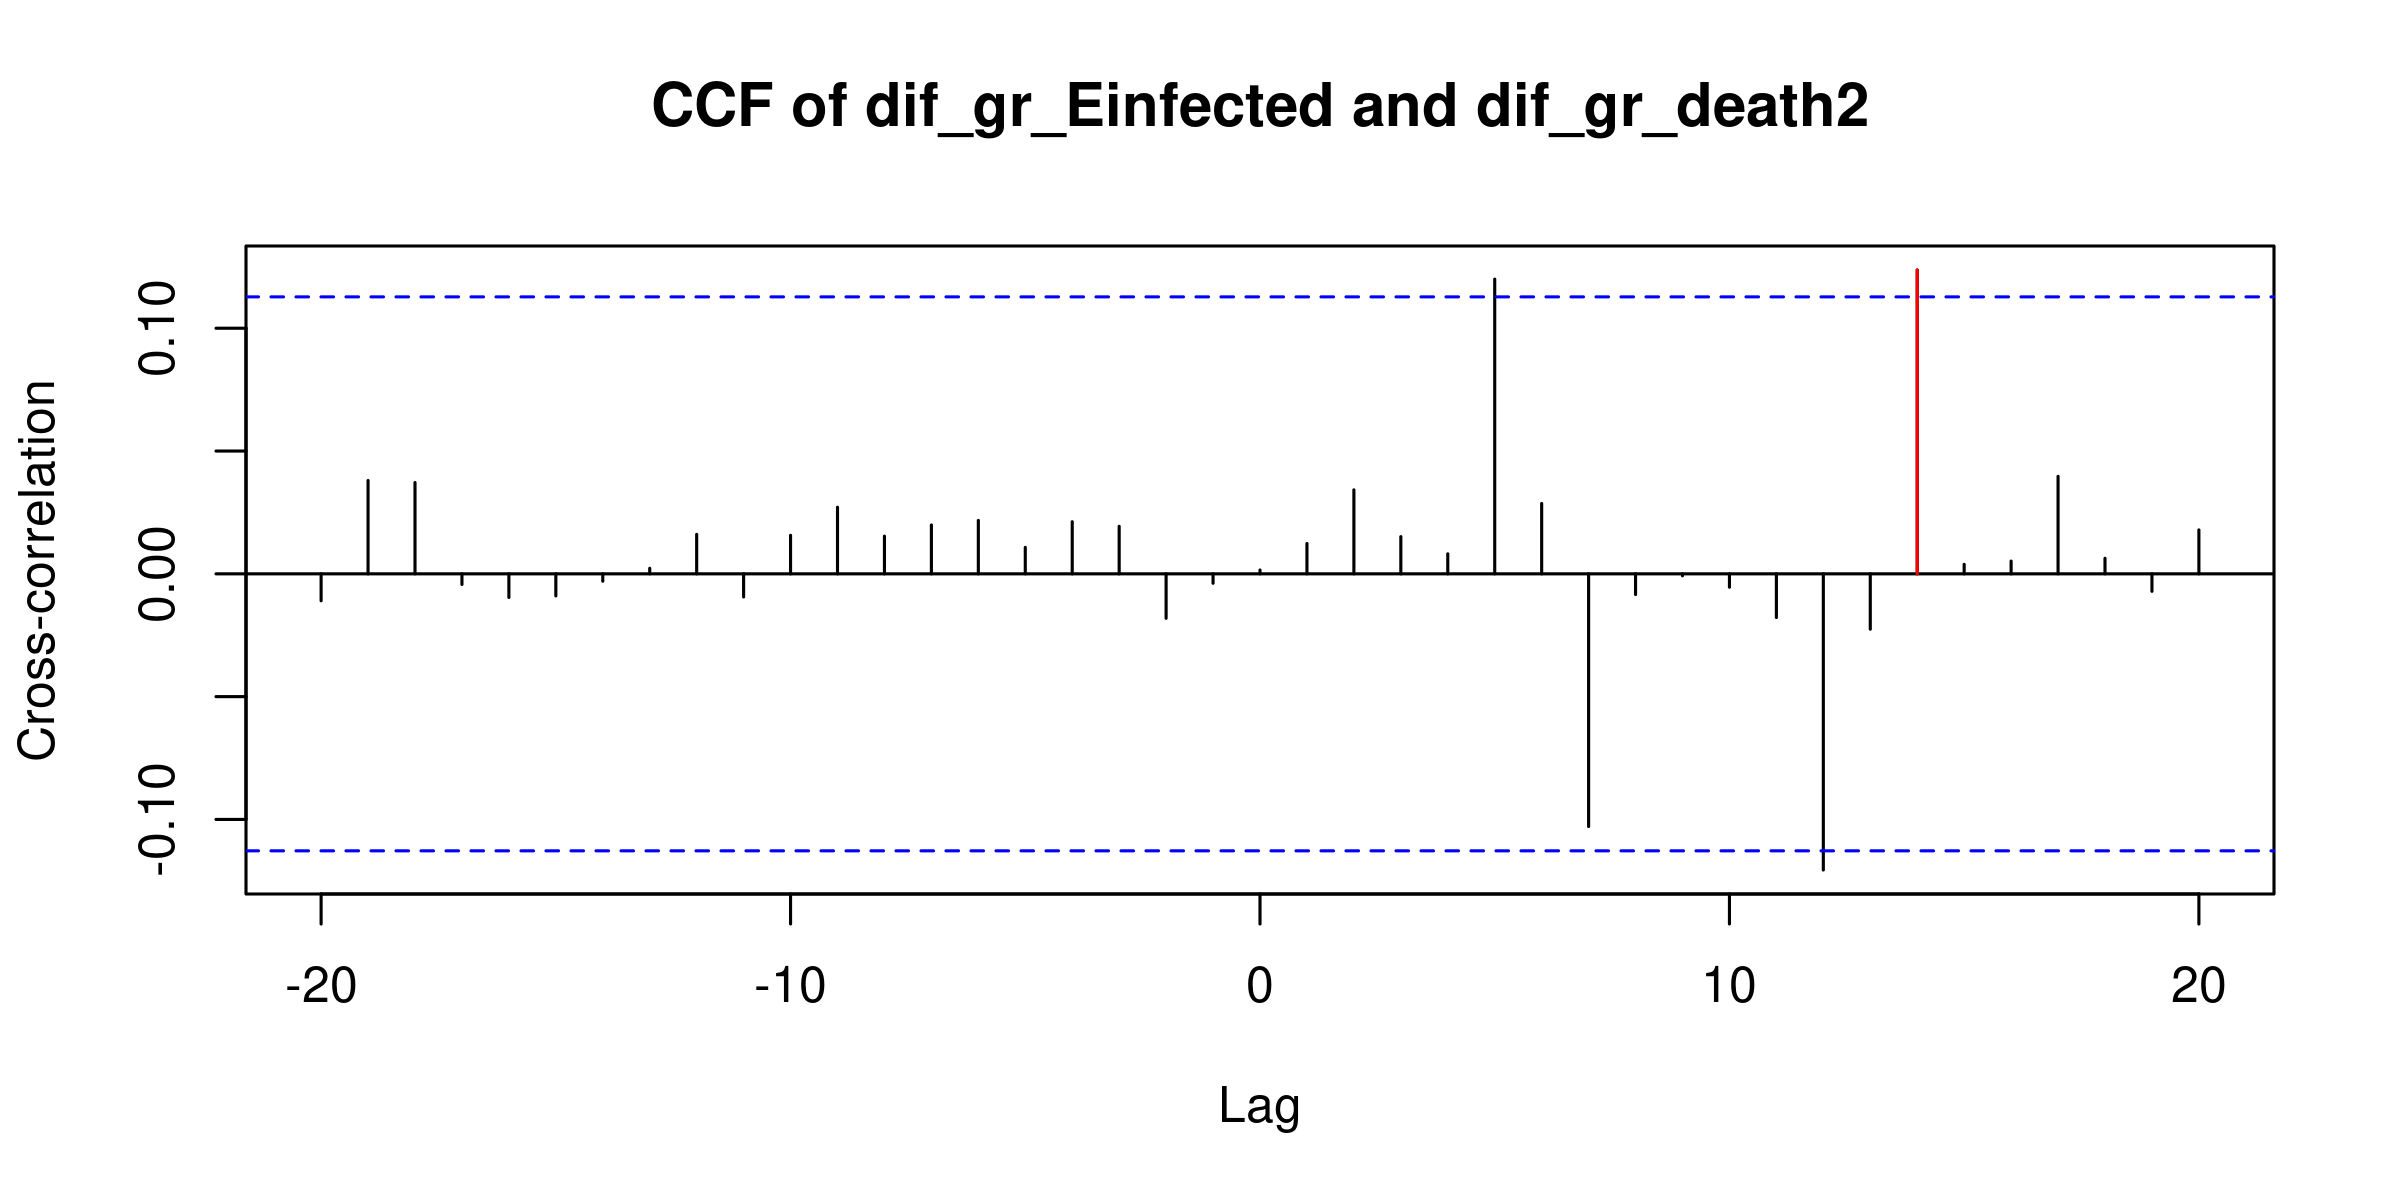 CCF of dif_gr_Einfected and dif_gr_death2
Cross-correlation
0.10
0.00
-0.10
-20 -10 0 10 20
Lag